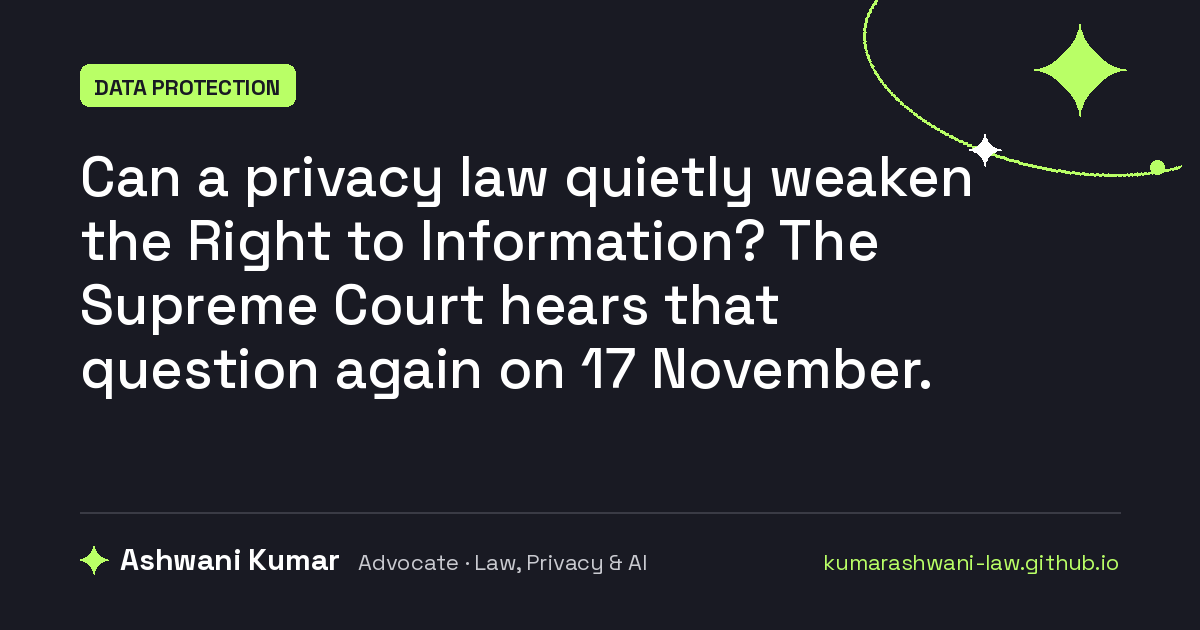 DATA PROTECTION
Can a privacy law quietly weaken
the Right to Information? The
Supreme Court hears that
question again on 17 November.
Ashwani Kumar Advocate · Law, Privacy & AI kumarashwani-law.github.io